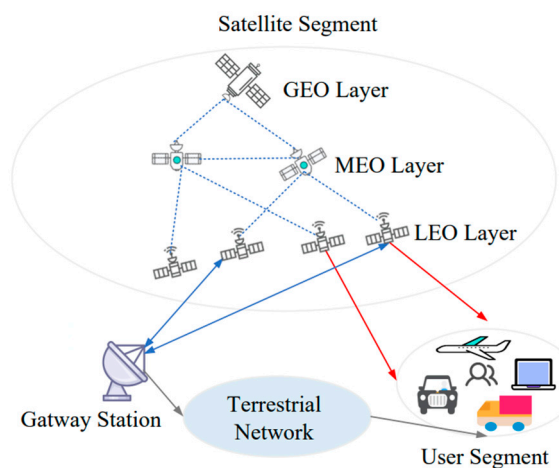 Satellite Segment
GEO Layer
MEO Layer
LEO Layer
Gatway Station
Terrestrial
Network
User Segment